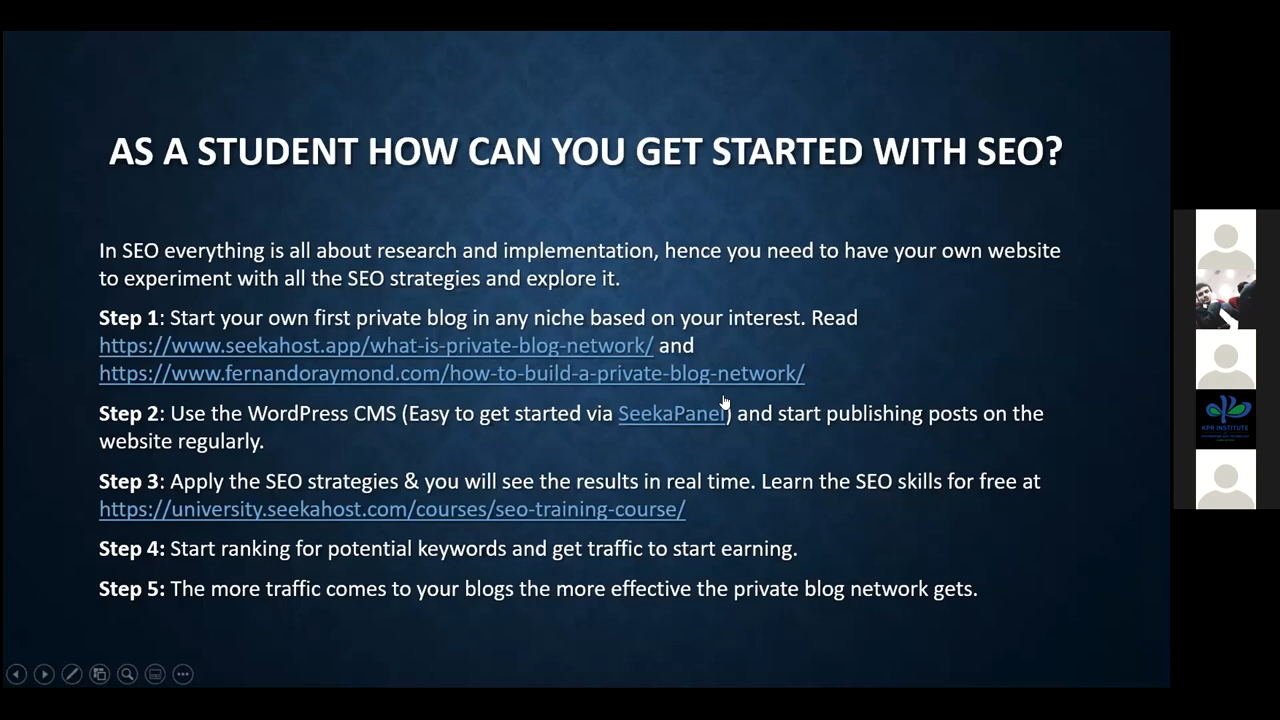 AS A STUDENT HOW CAN YOU GET STARTED WITH SEO?
In SEO everything is all about research and implementation, hence you need to have your own website
to experiment with all the SEO strategies and explore it.
Step 1: Start your own first private blog in any niche based on your interest. Read
https://www.seekahost.app/what-is-private-blog-network/ and
https://www.fernandoraymond.com/how-to-build-a-private-blog-network/
Step 2: Use the WordPress CMS (Easy to get started via SeekaPanel) and start publishing posts on the
website regularly.
Step 3: Apply the SEO strategies & you will see the results in real time. Learn the SEO skills for free at
https://university.seekahost.com/courses/seo-training-course/
Step 4: Start ranking for potential keywords and get traffic to start earning.
Step 5: The more traffic comes to your blogs the more effective the private blog network gets.
KPR INSTITUTE